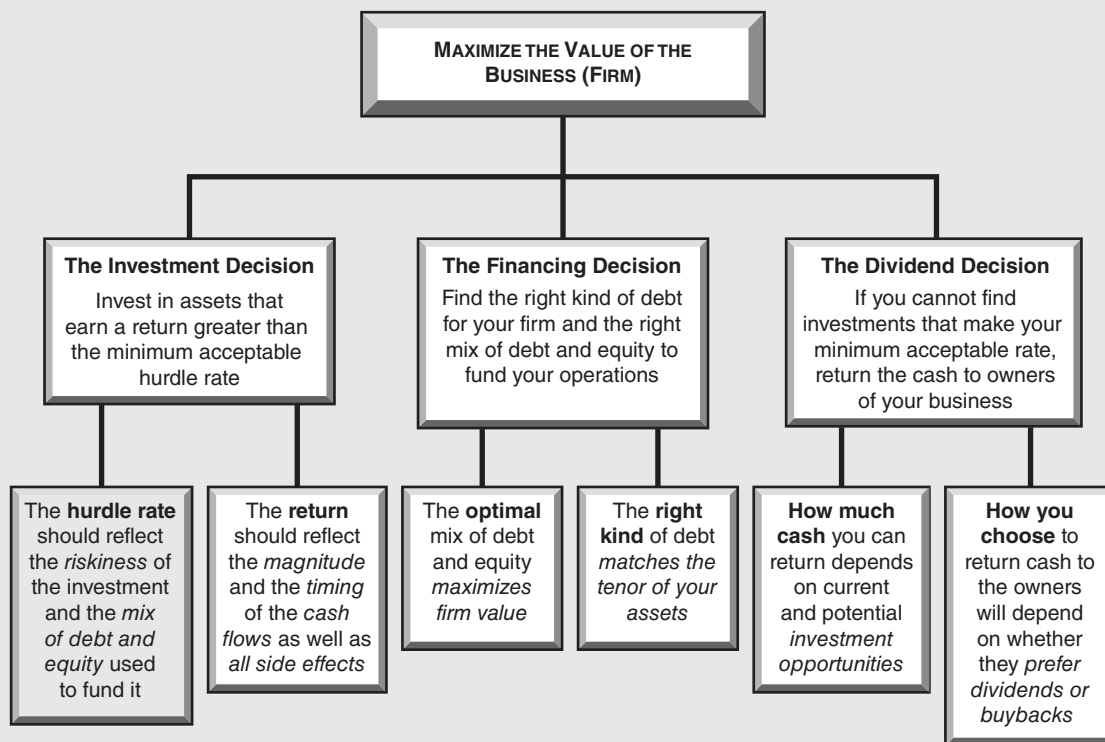 MAXIMIZE THE VALUE OF THE
BUSINESS (FIRM)
The Investment Decision
Invest in assets that
earn a return greater than
the minimum acceptable
hurdle rate
The Financing Decision
Find the right kind of debt
for your firm and the right
mix of debt and equity to
fund your operations
The Dividend Decision
If you cannot find
investments that make your
minimum acceptable rate,
return the cash to owners
of your business
The hurdle rate
should reflect
the riskiness of
the investment
and the mix
of debt and
equity used
to fund it
The return
should reflect
the magnitude
and the timing
of the cash
flows as well as
all side effects
The optimal
mix of debt
and equity
maximizes
firm value
The right
kind of debt
matches the
tenor of your
assets
How much
cash you can
return depends
on current
and potential
investment
opportunities
How you
choose to
return cash to
the owners
will depend
on whether
they prefer
dividends or
buybacks